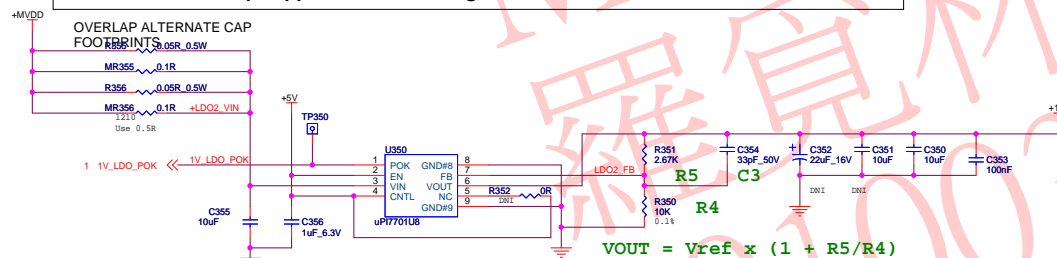 +MVDD
OVERLAP ALTERNATE CAP
FOOTPRINTS
R355 0.05R_0.5W
MR355 0.1R
R356 0.05R_0.5W
MR356 0.1R +LDO2_VIN
1210
Use 0.5R
+5V
TP350
1 1V_LDO_POK
1V_LDO_POK
U350
1 POK GND#8 8
2 EN FB 7
3 VIN VOUT 6
4 CNTL NC 5
GND#9 9
uPI7701U8
R352 0R
DNI
LDO2_FB
R351
2.67K
R5
C354
33pF_50V
C3
C352
22uF_16V
DNI
C351
10uF
DNI
C350
10uF
C353
100nF
R350
10K
0.1%
R4
C355
10uF
C356
1uF_6.3V
VOUT = Vref x (1 + R5/R4)